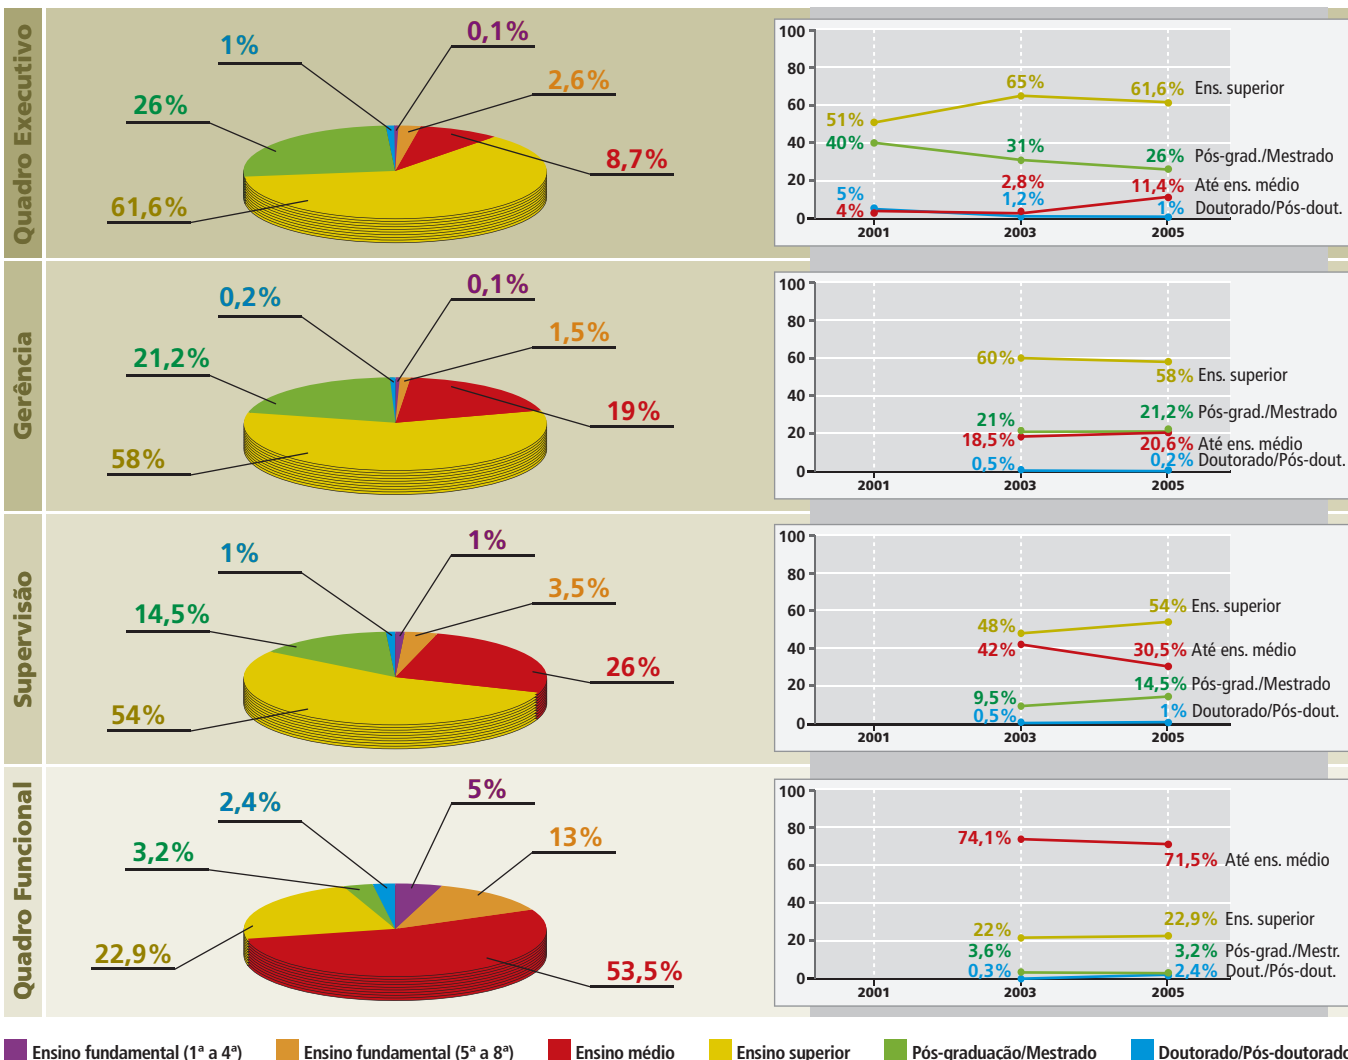 Quadro Executivo
1%
0,1%
2,6%
26%
8,7%
61,6%
100
80
60
40
20
0
51%
65%
61,6% Ens. superior
40%
31%
26% Pós-grad./Mestrado
2,8%
11,4% Até ens. médio
5%
1,2%
1% Doutorado/Pós-dout.
4%
2001 2003 2005
Gerência
0,2%
0,1%
1,5%
21,2%
19%
58%
100
80
60
40
20
0
60%
58% Ens. superior
21%
21,2% Pós-grad./Mestrado
18,5%
20,6% Até ens. médio
0,5%
0,2% Doutorado/Pós-dout.
2001 2003 2005
Supervisão
1%
1%
3,5%
14,5%
26%
54%
100
80
60
40
20
0
48%
54% Ens. superior
42%
30,5% Até ens. médio
9,5%
14,5% Pós-grad./Mestrado
0,5%
1% Doutorado/Pós-dout.
2001 2003 2005
Quadro Funcional
2,4%
5%
13%
3,2%
22,9%
53,5%
100
80
60
40
20
0
74,1%
71,5% Até ens. médio
22%
22,9% Ens. superior
3,6%
3,2% Pós-grad./Mestr.
0,3%
2,4% Dout./Pós-dout.
2001 2003 2005
Ensino fundamental (1ª a 4ª) Ensino fundamental (5ª a 8ª) Ensino médio Ensino superior Pós-graduação/Mestrado Doutorado/Pós-doutorado